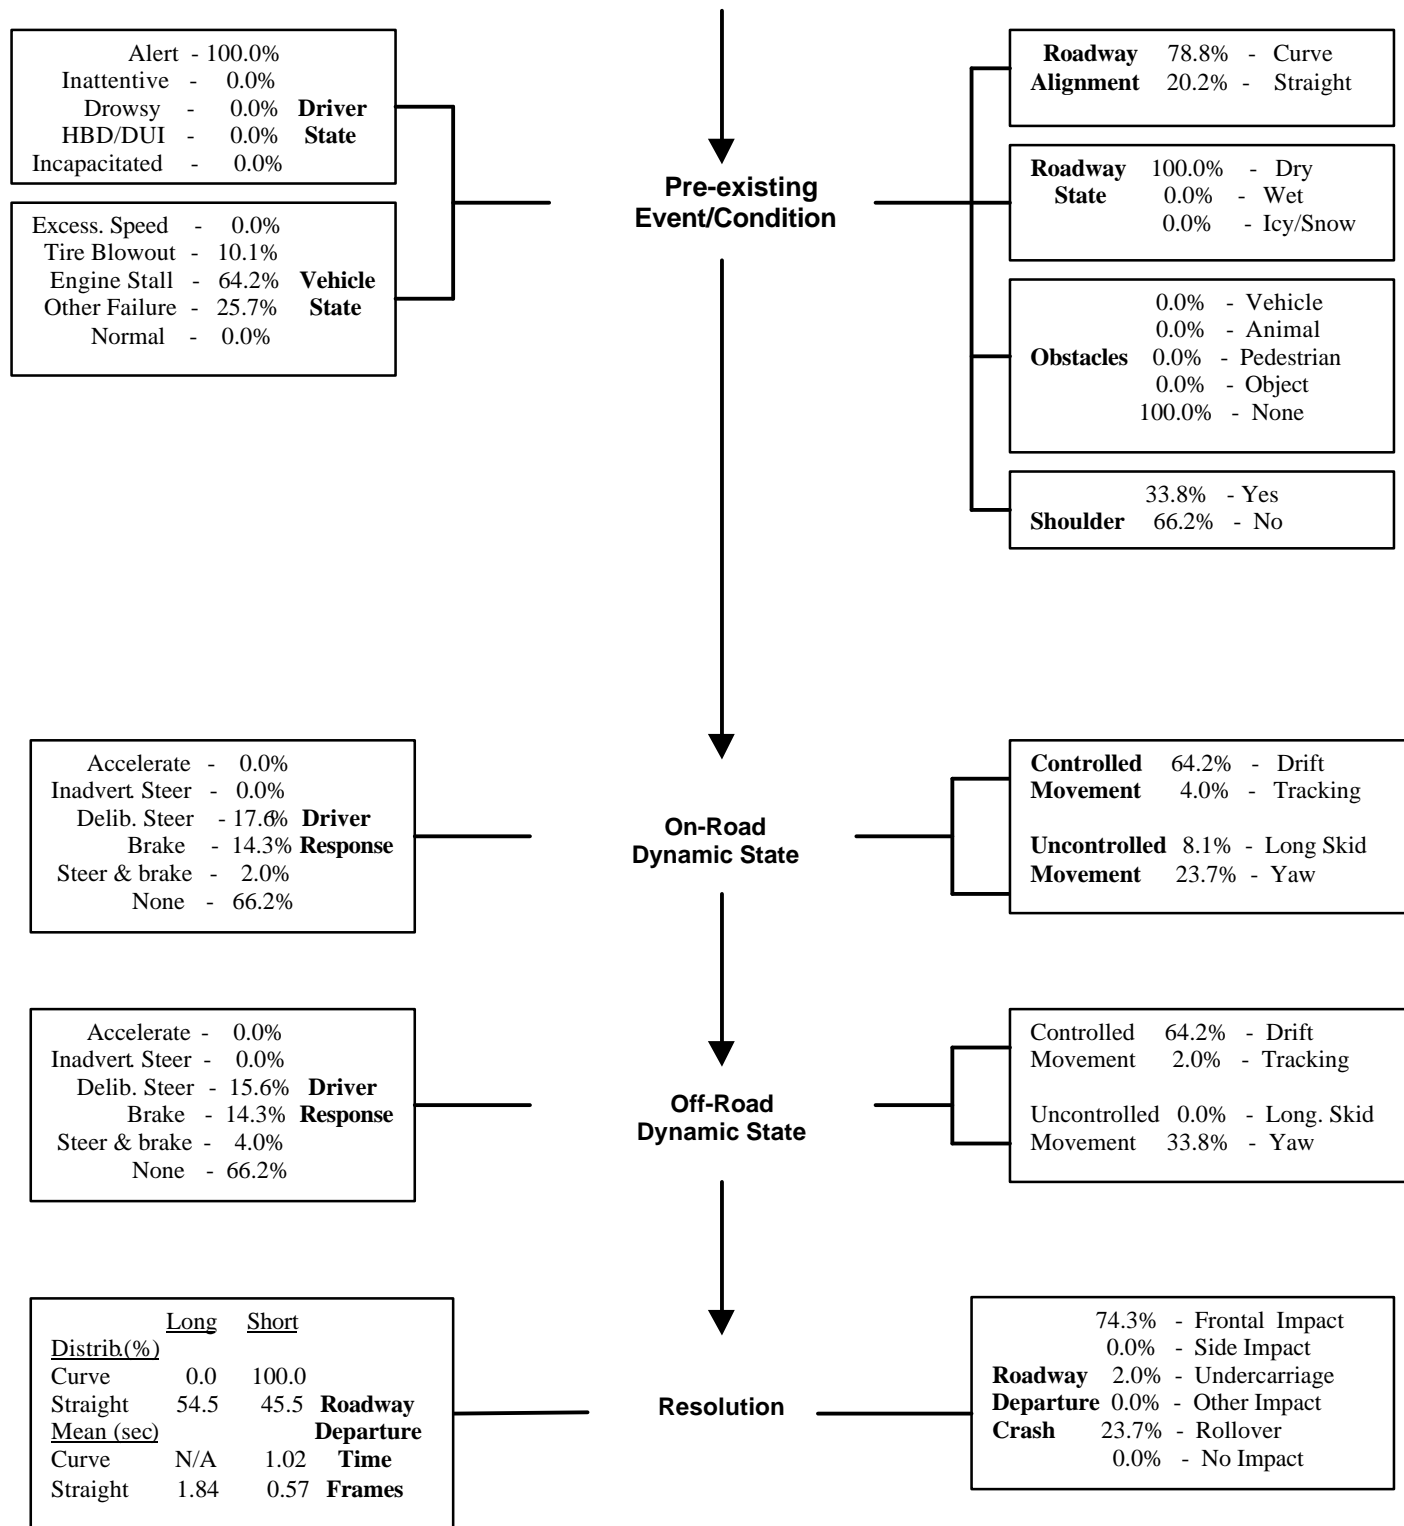 Alert - 100.0%
Inattentive - 0.0%
Drowsy - 0.0% Driver
HBD/DUI - 0.0% State
Incapacitated - 0.0%
Excess. Speed - 0.0%
Tire Blowout - 10.1%
Engine Stall - 64.2% Vehicle
Other Failure - 25.7% State
Normal - 0.0%
Pre-existing
Event/Condition
Roadway 78.8% - Curve
Alignment 20.2% - Straight
Roadway 100.0% - Dry
State 0.0% - Wet
0.0% - Icy/Snow
0.0% - Vehicle
0.0% - Animal
Obstacles 0.0% - Pedestrian
0.0% - Object
100.0% - None
33.8% - Yes
Shoulder 66.2% - No
Accelerate - 0.0%
Inadvert. Steer - 0.0%
Delib. Steer - 17.6% Driver
Brake - 14.3% Response
Steer & brake - 2.0%
None - 66.2%
On-Road
Dynamic State
Controlled 64.2% - Drift
Movement 4.0% - Tracking
Uncontrolled 8.1% - Long Skid
Movement 23.7% - Yaw
Accelerate - 0.0%
Inadvert. Steer - 0.0%
Delib. Steer - 15.6% Driver
Brake - 14.3% Response
Steer & brake - 4.0%
None - 66.2%
Off-Road
Dynamic State
Controlled 64.2% - Drift
Movement 2.0% - Tracking
Uncontrolled 0.0% - Long. Skid
Movement 33.8% - Yaw
Long Short
Distrib.(%)
Curve 0.0 100.0
Straight 54.5 45.5 Roadway
Mean (sec) Departure
Curve N/A 1.02 Time
Straight 1.84 0.57 Frames
Resolution
74.3% - Frontal Impact
0.0% - Side Impact
Roadway 2.0% - Undercarriage
Departure 0.0% - Other Impact
Crash 23.7% - Rollover
0.0% - No Impact